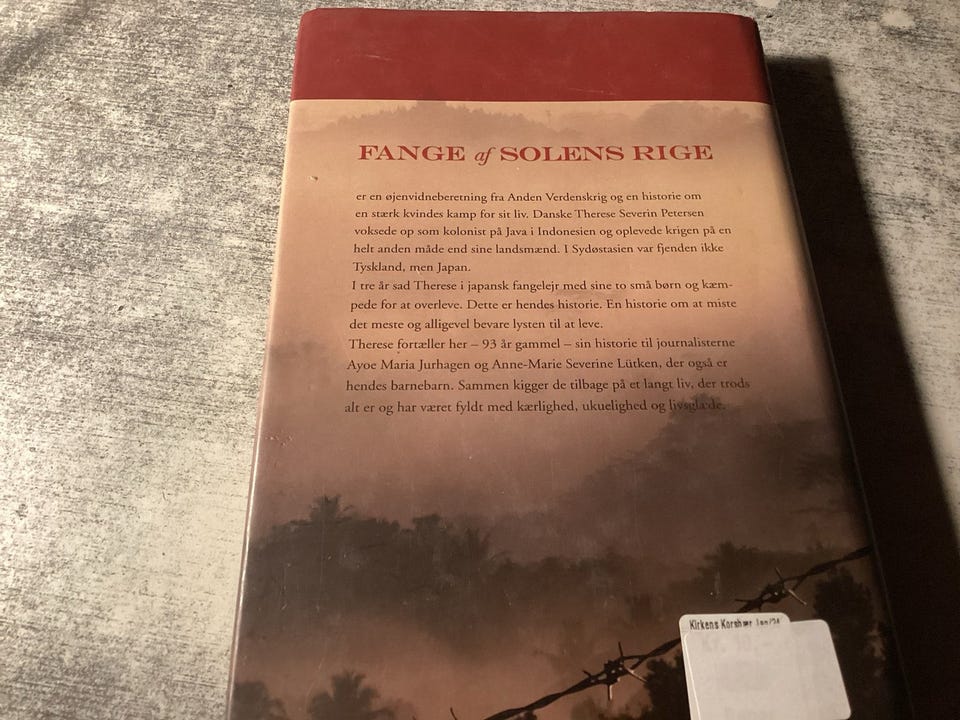 FANGE af SOLENS RIGE
er en øjenvidneberetning fra Anden Verdenskrig og en historie om
en stærk kvindes kamp for sit liv. Danske Therese Severin Petersen
voksede op som kolonist på Java i Indonesien og oplevede krigen på en
helt anden måde end sine landsmænd. I Sydøstasien var fjenden ikke
Tyskland, men Japan.
I tre år sad Therese i japansk fangelejr med sine to små børn og kæm-
pede for at overleve. Dette er hendes historie. En historie om at miste
det meste og alligevel bevare lysten til at leve.
Therese fortæller her – 93 år gammel – sin historie til journalisterne
Ayoe Maria Jurhagen og Anne-Marie Severine Lütken, der også er
hendes barnebarn. Sammen kigger de tilbage på et langt liv, der trods
alt er og har været fyldt med kærlighed, ukuelighed og livsglæde.
Kirkens Korshær